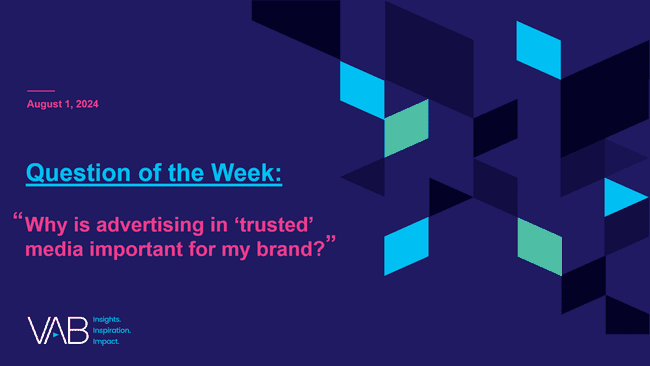 August 1, 2024
Question of the Week:
“Why is advertising in ‘trusted’
media important for my brand?”
VAB
Insights.
Inspiration.
Impact.